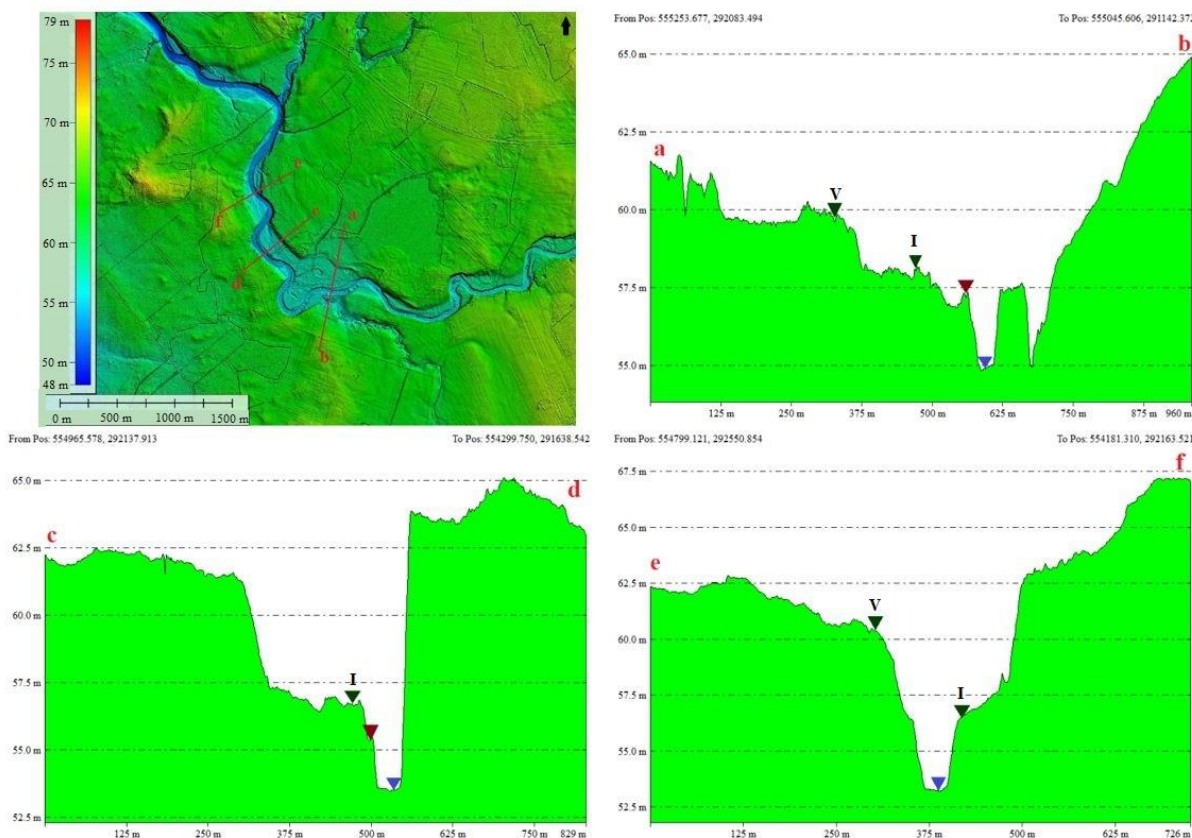 79 m
70 m
60 m
55 m
50 m
48 m
0 m 500 m 1000 m 1500 m
e
f
c
a
d
b
From Pos: 555253.677, 292083.494 To Pos: 555045.606, 291142.372
b
65.0 m
62.5 m
a
60.0 m
V
I
57.5 m
55.0 m
125 m 250 m 375 m 500 m 625 m 750 m 875 m 960 m
From Pos: 554965.578, 292137.913 To Pos: 554299.750, 291638.542
65.0 m
d
c
62.5 m
60.0 m
57.5 m
I
55.0 m
52.5 m
125 m 250 m 375 m 500 m 625 m 750 m 829 m
From Pos: 554799.121, 292550.854 To Pos: 554181.310, 292163.521
67.5 m
f
65.0 m
e
62.5 m
V
60.0 m
I
57.5 m
55.0 m
52.5 m
125 m 250 m 375 m 500 m 625 m 726 m